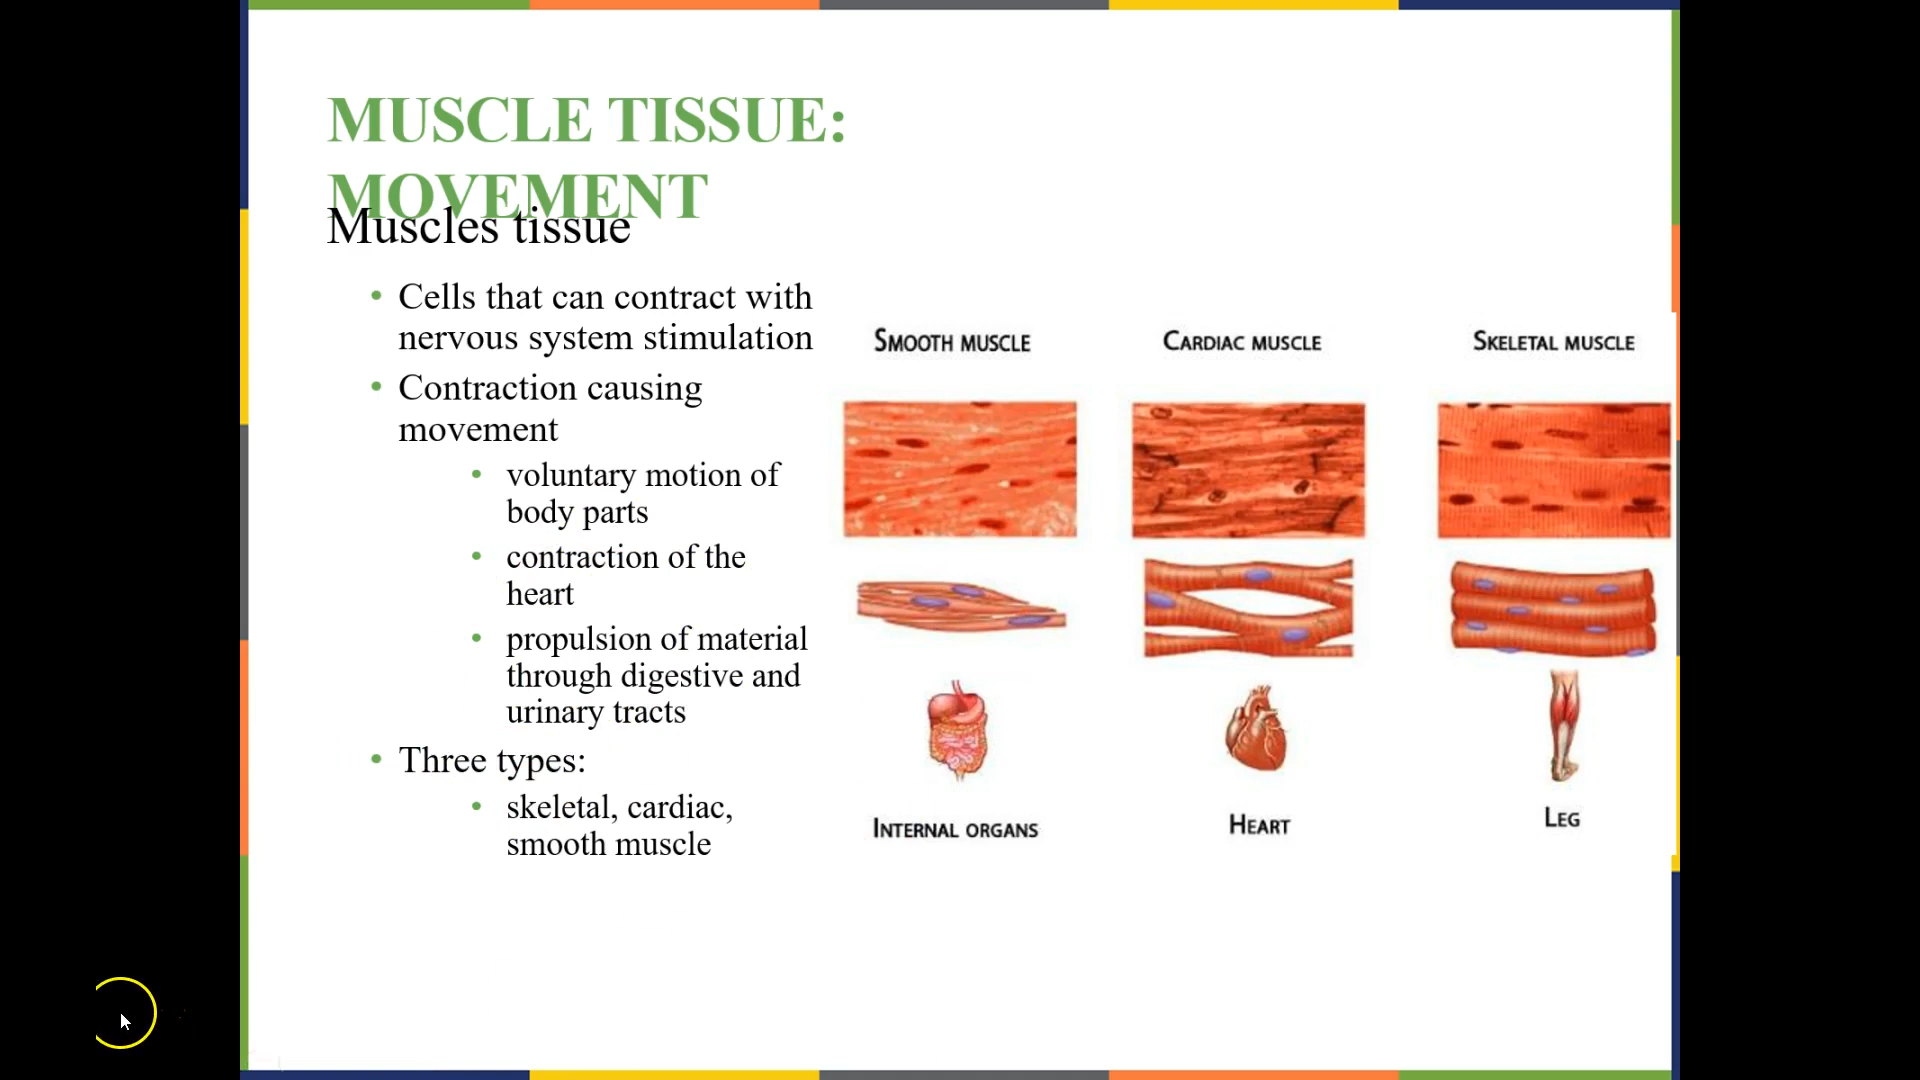 MUSCLE TISSUE:
MOVEMENT
Muscles tissue
• Cells that can contract with
nervous system stimulation
• Contraction causing
movement
• voluntary motion of
body parts
• contraction of the
heart
• propulsion of material
through digestive and
urinary tracts
• Three types:
• skeletal, cardiac,
smooth muscle
SMOOTH MUSCLE
CARDIAC MUSCLE
SKELETAL MUSCLE
INTERNAL ORGANS
HEART
LEG